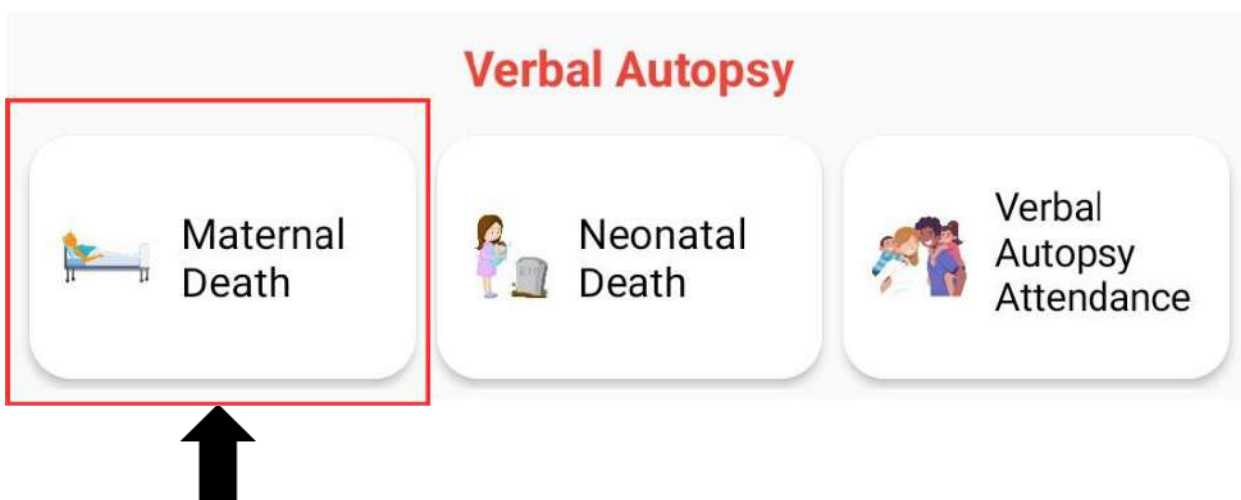 Verbal Autopsy
Maternal
Death
Neonatal
Death
Verbal
Autopsy
Attendance